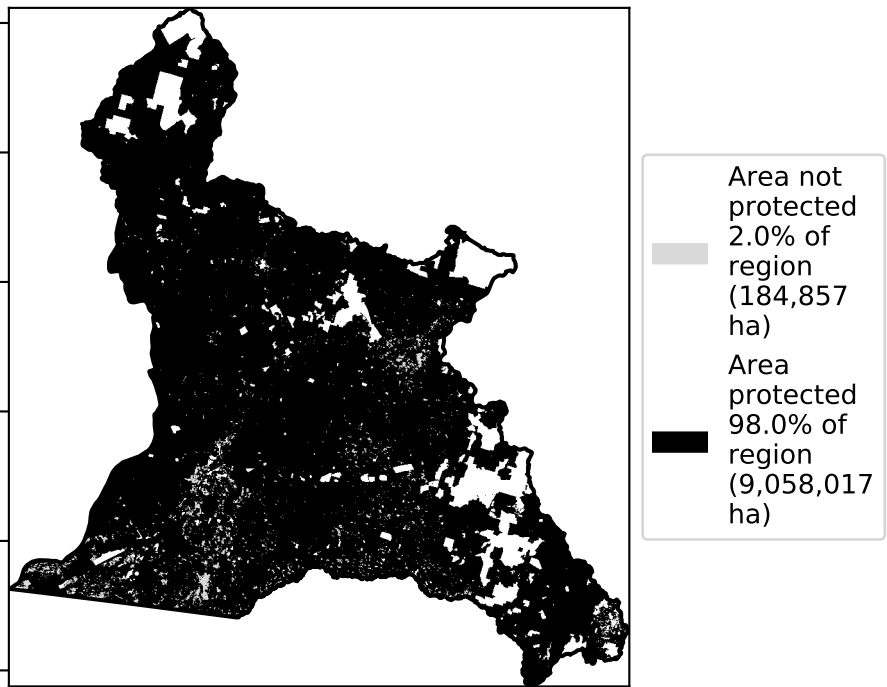 Area not
protected
2.0% of
region
(184,857
ha)
Area
protected
98.0% of
region
(9,058,017
ha)